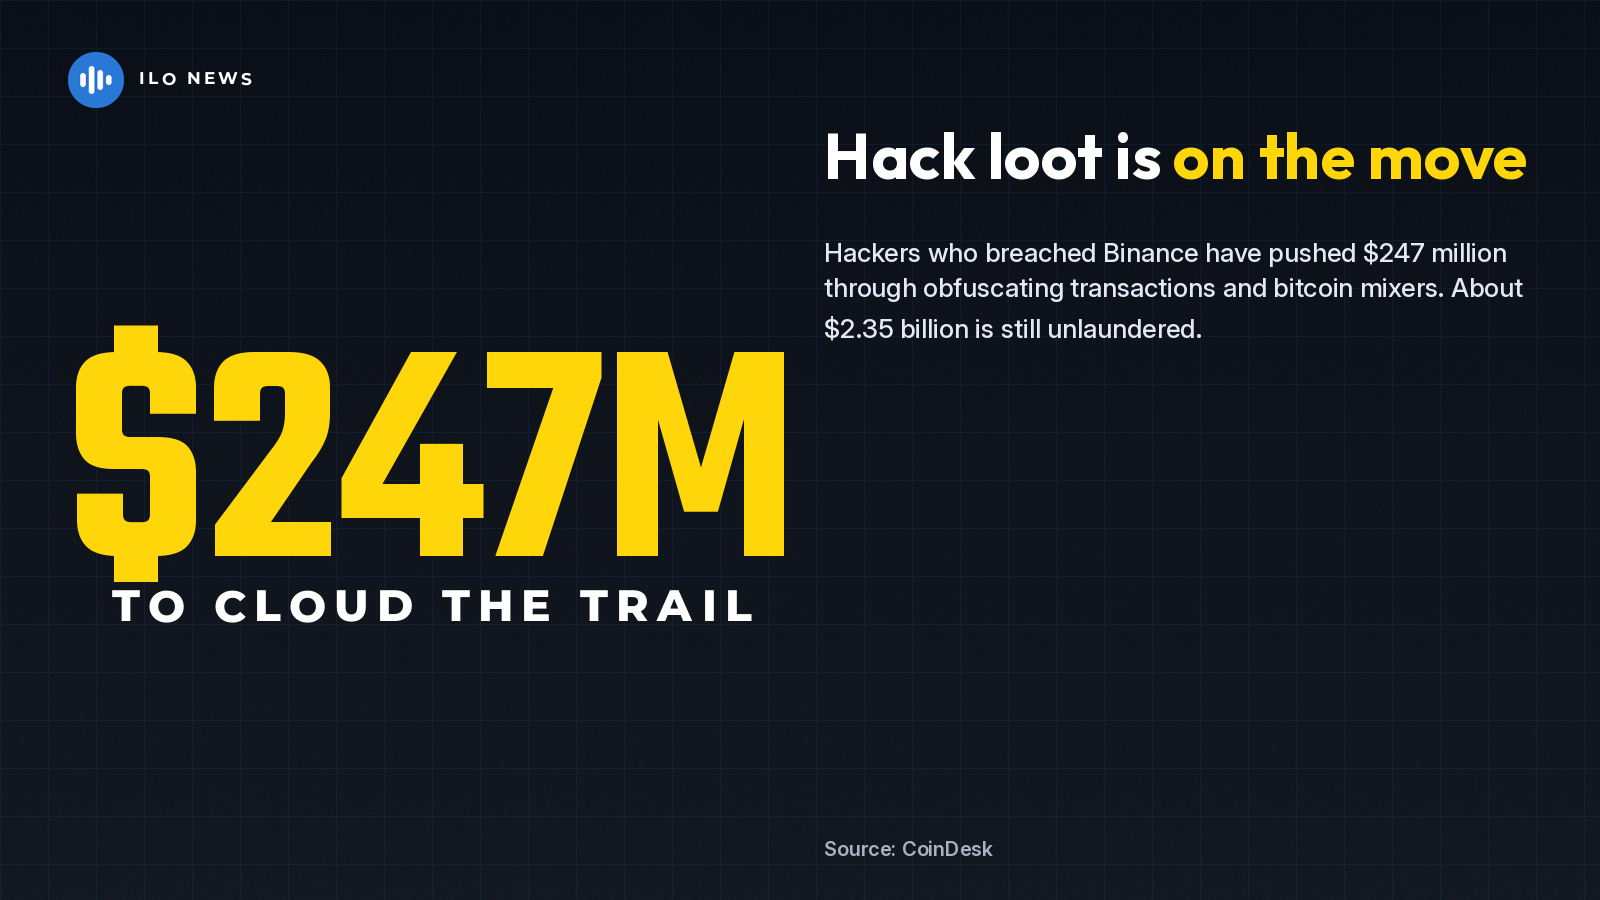 ILO NEWS
Hack loot is on the move
Hackers who breached Binance have pushed $247 million
through obfuscating transactions and bitcoin mixers. About
$2.35 billion is still unlaundered.
$247M
TO CLOUD THE TRAIL
Source: CoinDesk